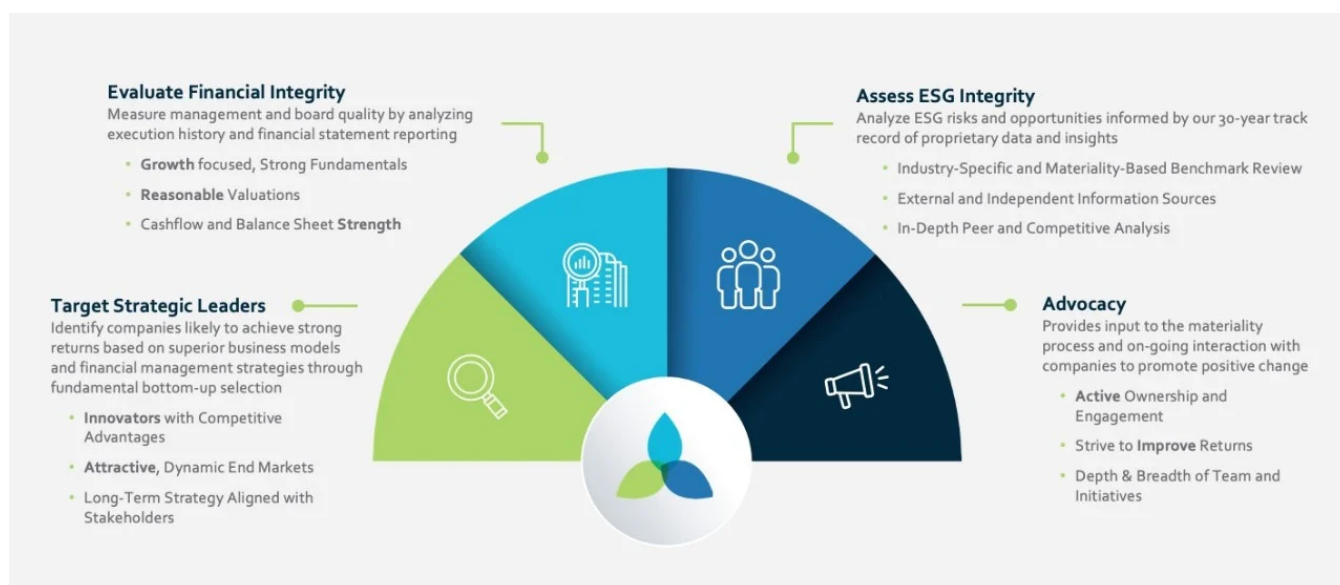 Evaluate Financial Integrity
Measure management and board quality by analyzing
execution history and financial statement reporting
• Growth focused, Strong Fundamentals
• Reasonable Valuations
• Cashflow and Balance Sheet Strength
Target Strategic Leaders
Identify companies likely to achieve strong
returns based on superior business models
and financial management strategies through
fundamental bottom-up selection
• Innovators with Competitive
Advantages
• Attractive, Dynamic End Markets
• Long-Term Strategy Aligned with
Stakeholders
Assess ESG Integrity
Analyze ESG risks and opportunities informed by our 30-year track
record of proprietary data and insights
• Industry-Specific and Materiality-Based Benchmark Review
• External and Independent Information Sources
• In-Depth Peer and Competitive Analysis
Advocacy
Provides input to the materiality
process and on-going interaction with
companies to promote positive change
• Active Ownership and
Engagement
• Strive to Improve Returns
• Depth & Breadth of Team and
Initiatives